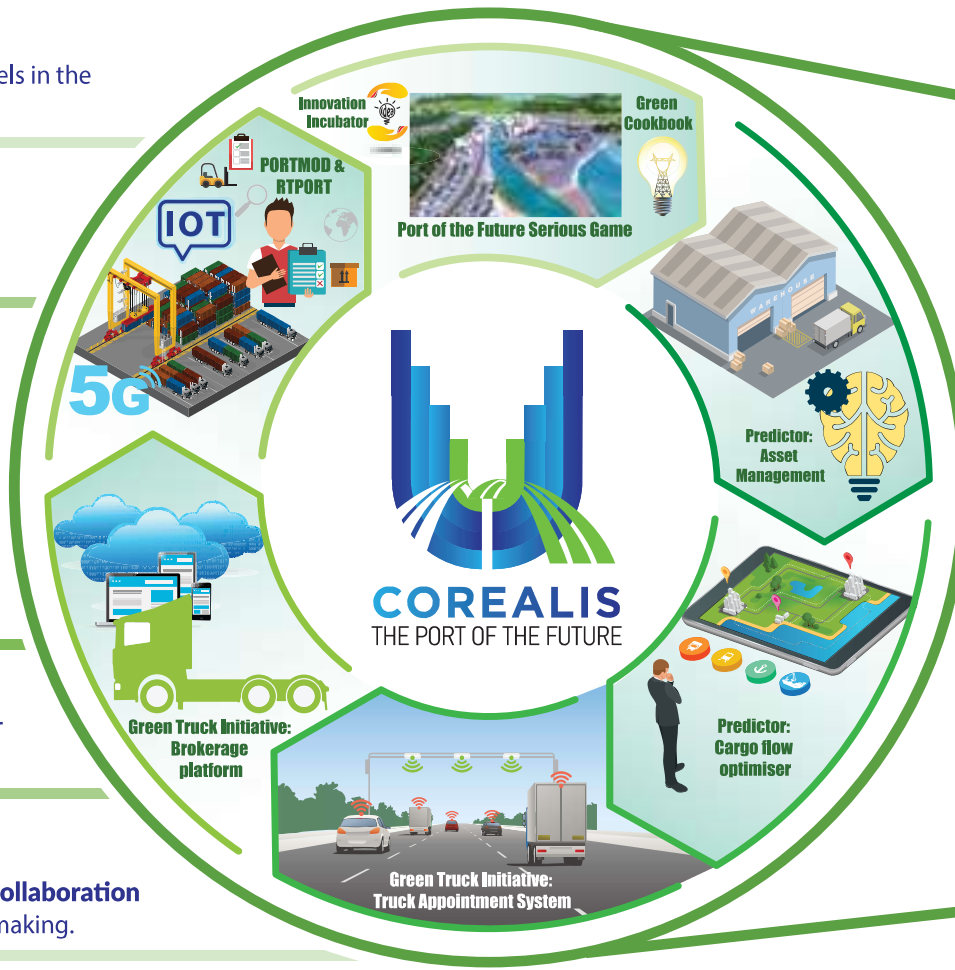 els in the
ollaboration
making.
Innovation
Incubator
Green
Cookbook
Port of the Future Serious Game
PORTMOD &
RTPORT
IOT
5G
WAREHOUSE
Predictor:
Asset
Management
COREALIS
THE PORT OF THE FUTURE
Predictor:
Cargo flow
optimiser
Green Truck Initiative:
Brokerage
platform
Green Truck Initiative:
Truck Appointment System